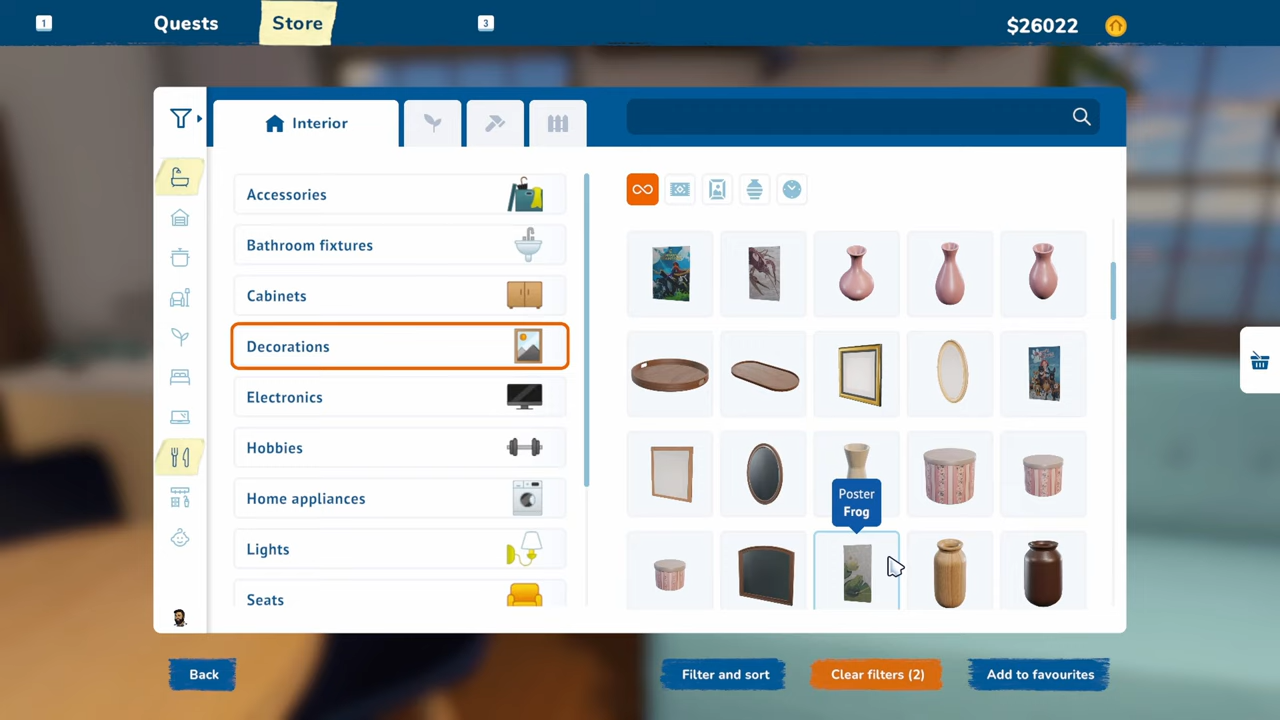 1
Quests
Store
3
$26022
Interior
Accessories
Bathroom fixtures
Cabinets
Decorations
Electronics
Hobbies
Home appliances
Lights
Seats
Poster
Frog
Back
Filter and sort
Clear filters (2)
Add to favourites